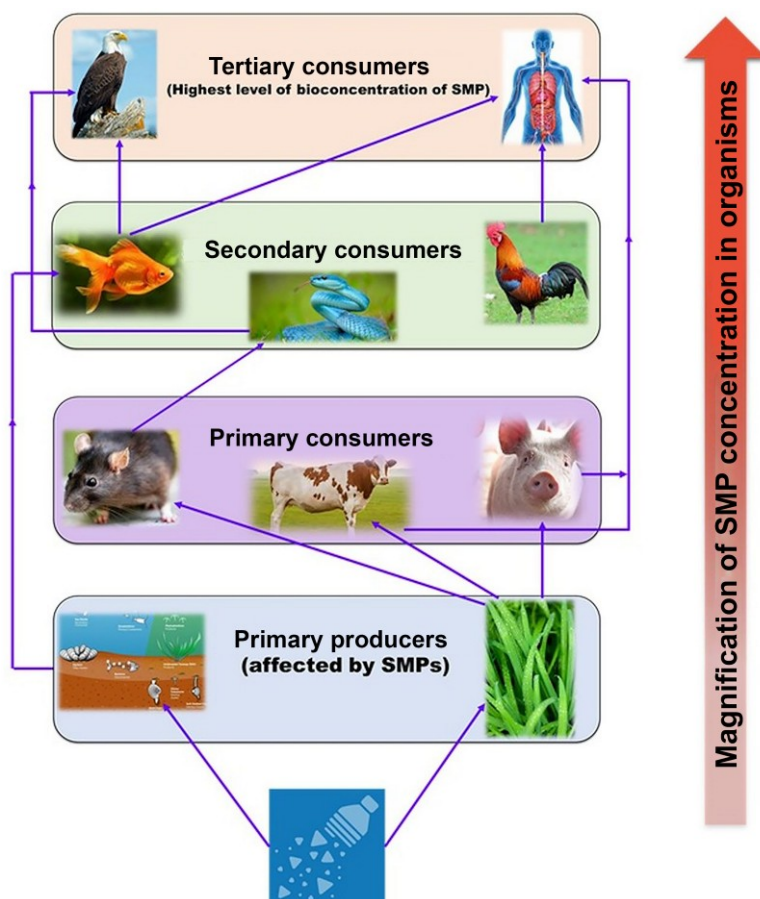 Tertiary consumers
(Highest level of bioconcentration of SMP)
Secondary consumers
Primary consumers
Primary producers
(affected by SMPs)
Magnification of SMP concentration in organisms